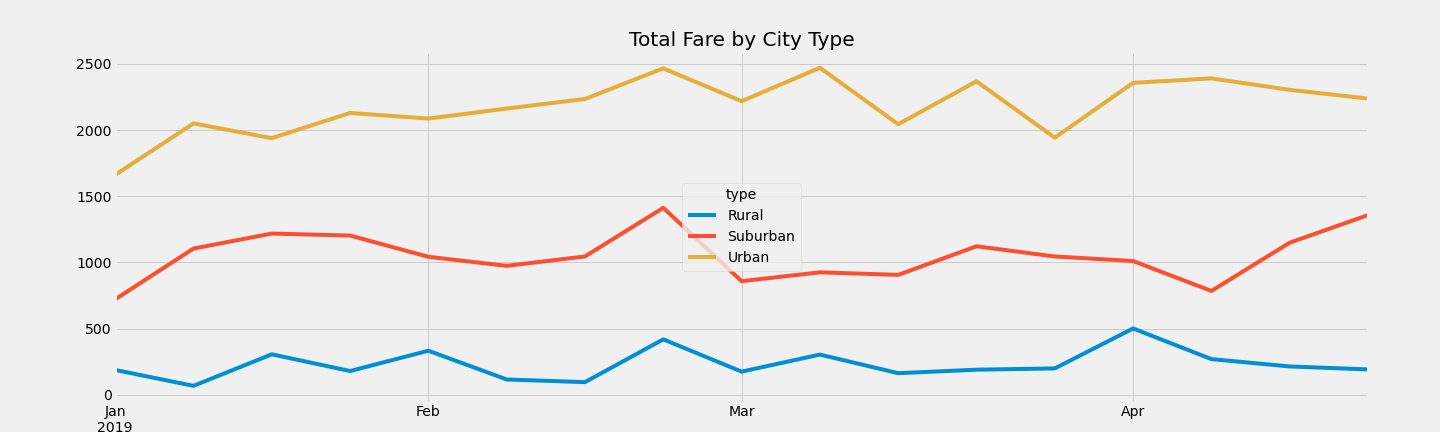 Total Fare by City Type
2500
2000
1500
1000
500
0
type
Rural
Suburban
Urban
Jan Feb Mar Apr
2019